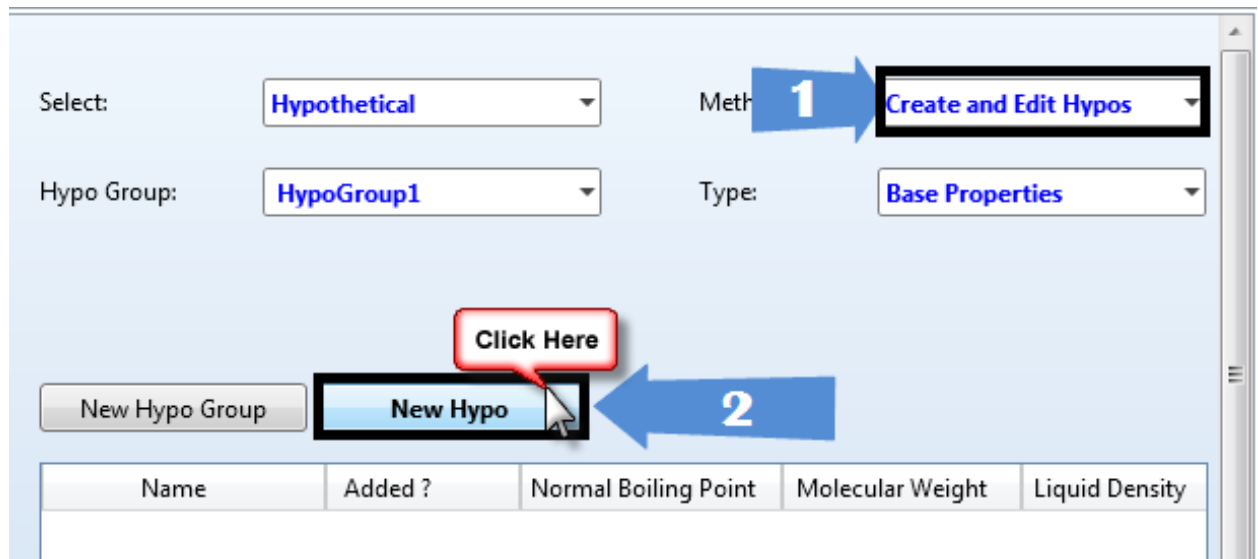 Select: Hypothetical Meth 1 Create and Edit Hypos
Hypo Group: HypoGroup1 Type: Base Properties
Click Here
New Hypo Group New Hypo 2
Name Added ? Normal Boiling Point Molecular Weight Liquid Density